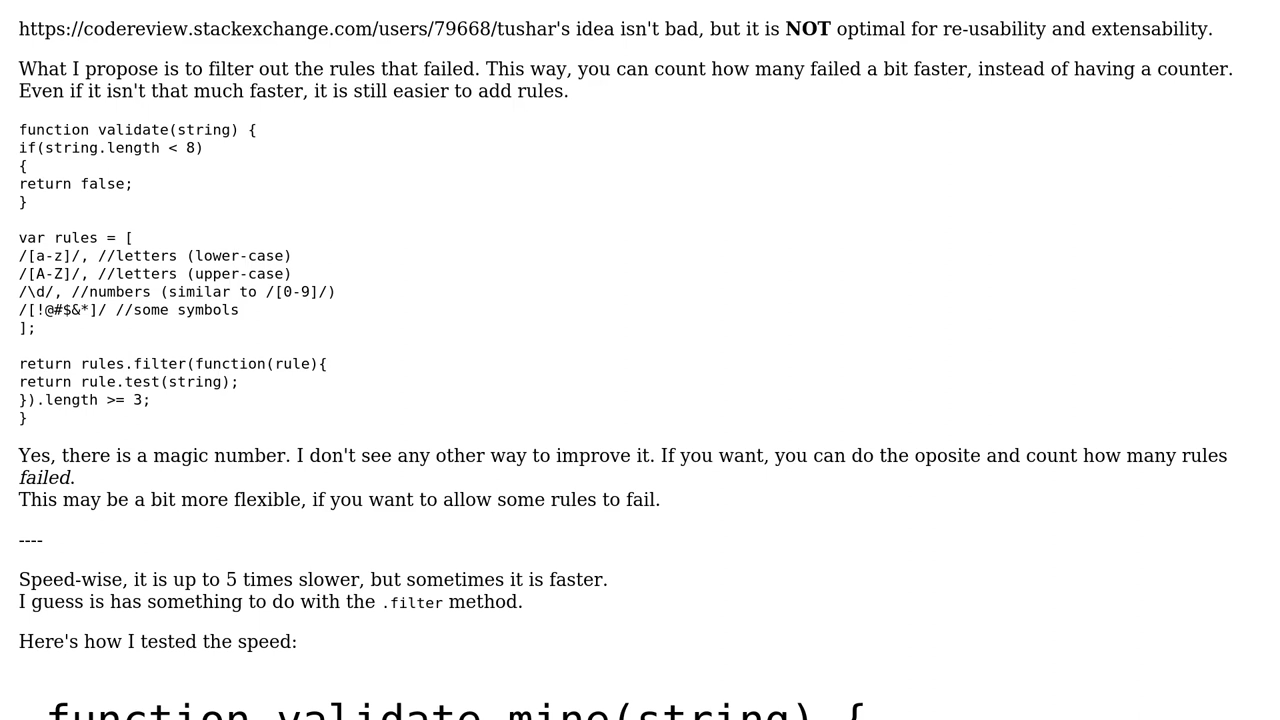 https://codereview.stackexchange.com/users/79668/tushar's idea isn't bad, but it is NOT optimal for re-usability and extensability.
What I propose is to filter out the rules that failed. This way, you can count how many failed a bit faster, instead of having a counter.
Even if it isn't that much faster, it is still easier to add rules.
function validate(string) {
if(string.length < 8)
{
return false;
}
var rules = [
/[a-z]/, //letters (lower-case)
/[A-Z]/, //letters (upper-case)
/\d/, //numbers (similar to /[0-9]/)
/[!@#$&*]/ //some symbols
];
return rules.filter(function(rule){
return rule.test(string);
}).length >= 3;
}
Yes, there is a magic number. I don't see any other way to improve it. If you want, you can do the oposite and count how many rules
failed.
This may be a bit more flexible, if you want to allow some rules to fail.
----
Speed-wise, it is up to 5 times slower, but sometimes it is faster.
I guess is has something to do with the .filter method.
Here's how I tested the speed:
function validate_mine(string) {